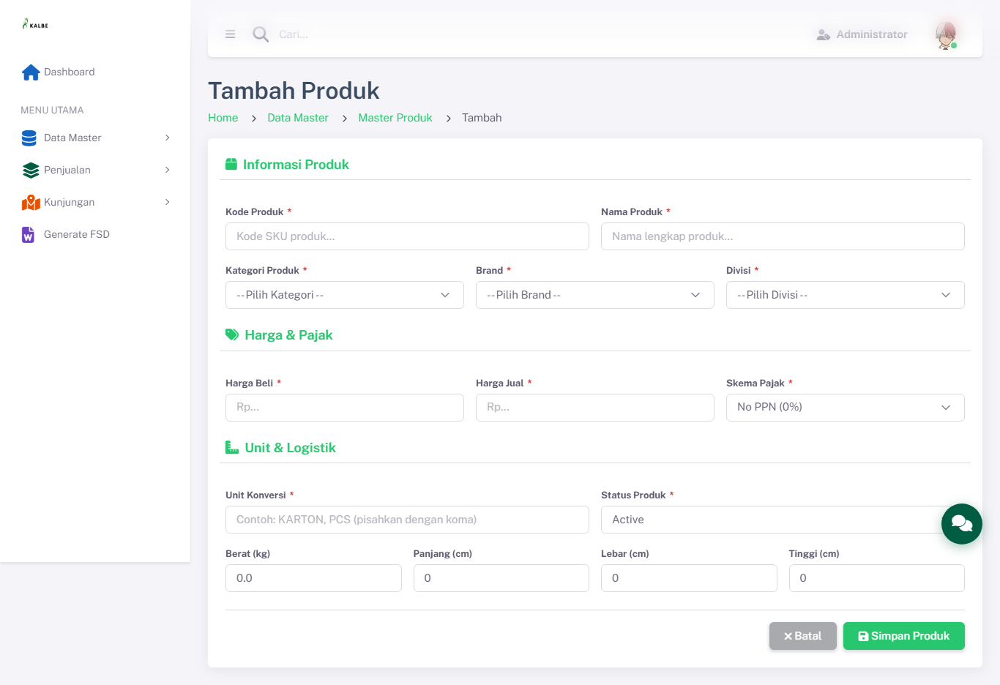 KALBE
Cari...
Administrator
Dashboard
MENU UTAMA
Data Master
Penjualan
Kunjungan
Generate FSD
Tambah Produk
Home > Data Master > Master Produk > Tambah
Informasi Produk
Kode Produk * Nama Produk *
Kode SKU produk... Nama lengkap produk...
Kategori Produk * Brand * Divisi *
-- Pilih Kategori -- -- Pilih Brand -- -- Pilih Divisi --
Harga & Pajak
Harga Beli * Harga Jual * Skema Pajak *
Rp... Rp... No PPN (0%)
Unit & Logistik
Unit Konversi * Status Produk *
Contoh: KARTON, PCS (pisahkan dengan koma) Active
Berat (kg) Panjang (cm) Lebar (cm) Tinggi (cm)
0.0 0 0 0
Batal Simpan Produk